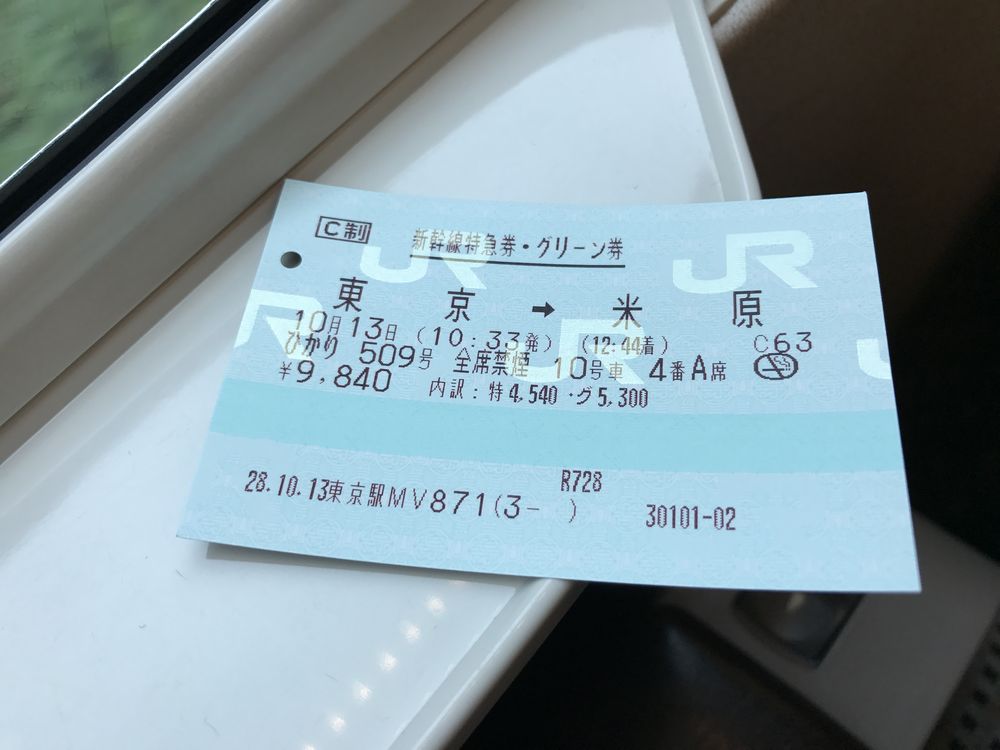 C制 新幹線特急券・グリーン券
東京 ➡ 米原
10月13日 (10:33発) (12:44着) C63
ひかり 509号 全席禁煙 10号車 4番A席
¥9,840 内訳:特4,540・グ5,300
R728
28.10.13東京駅MV871(3- ) 30101-02
JR
JR
JR
JR